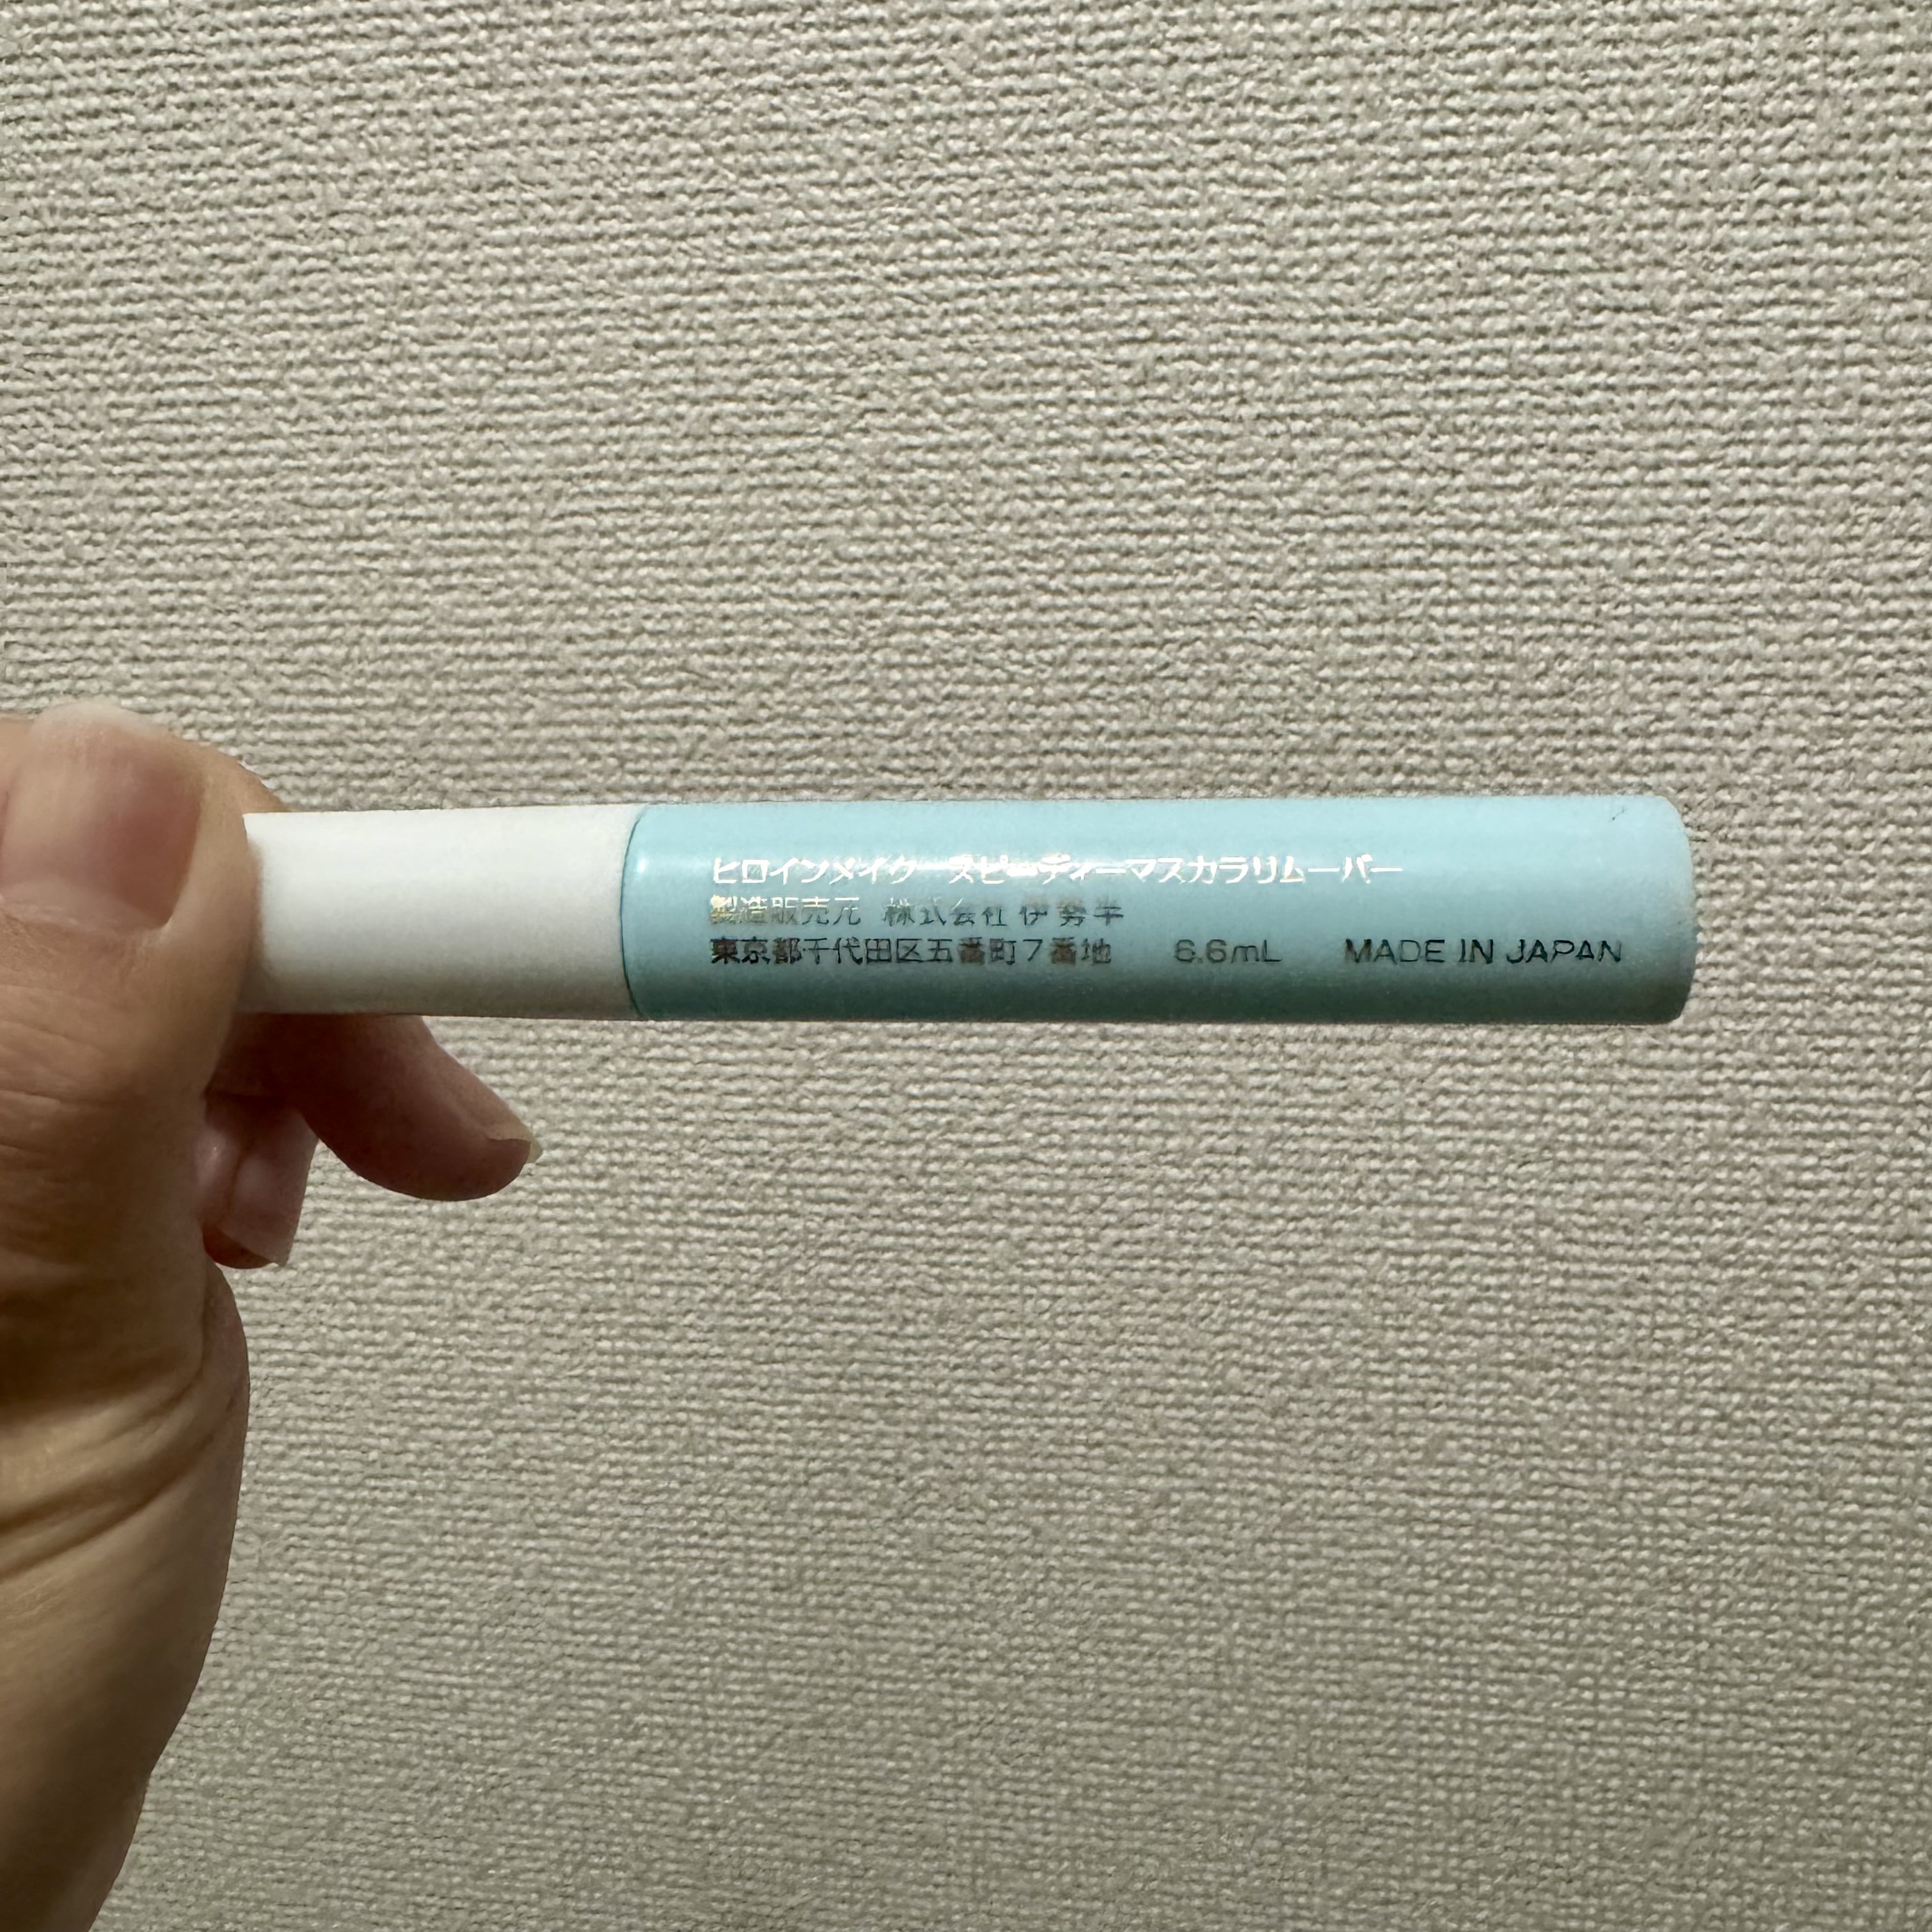 ヒロインメイク スピーディーマスカラリムーバー
製造販売元 株式会社 伊勢半
東京都千代田区五番町7番地 6.6mL MADE IN JAPAN